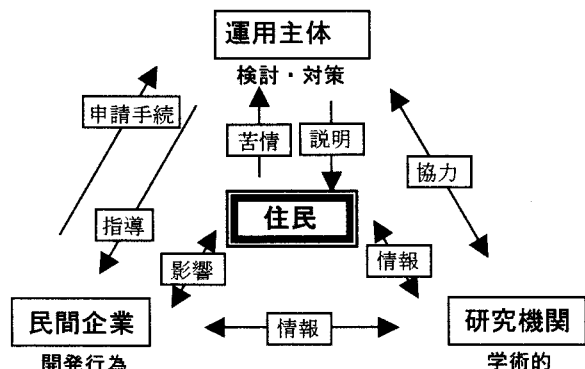 運用主体
検討・対策
申請手続
苦情
説明
協力
指導
住民
影響
情報
民間企業
情報
研究機関
開発行為
学術的